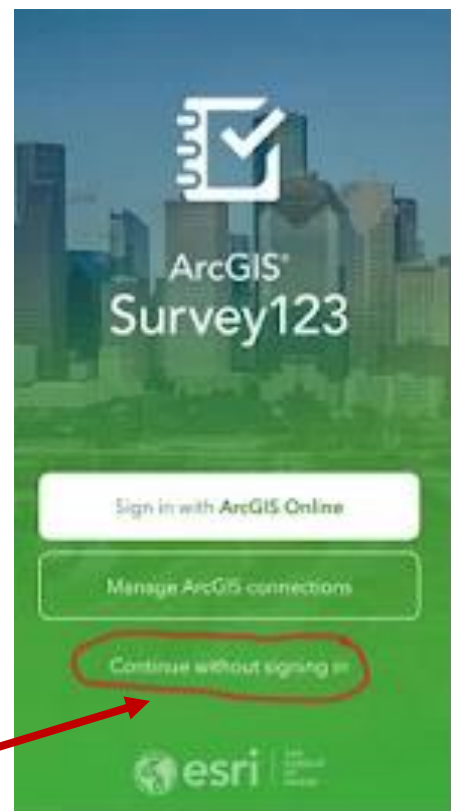 ArcGIS®
Survey123
Sign in with ArcGIS Online
Manage ArcGIS connections
Continue without signing in
esri